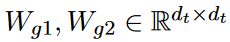 W_{g1}, W_{g2} ∈ ℝ^{d_t×d_t}